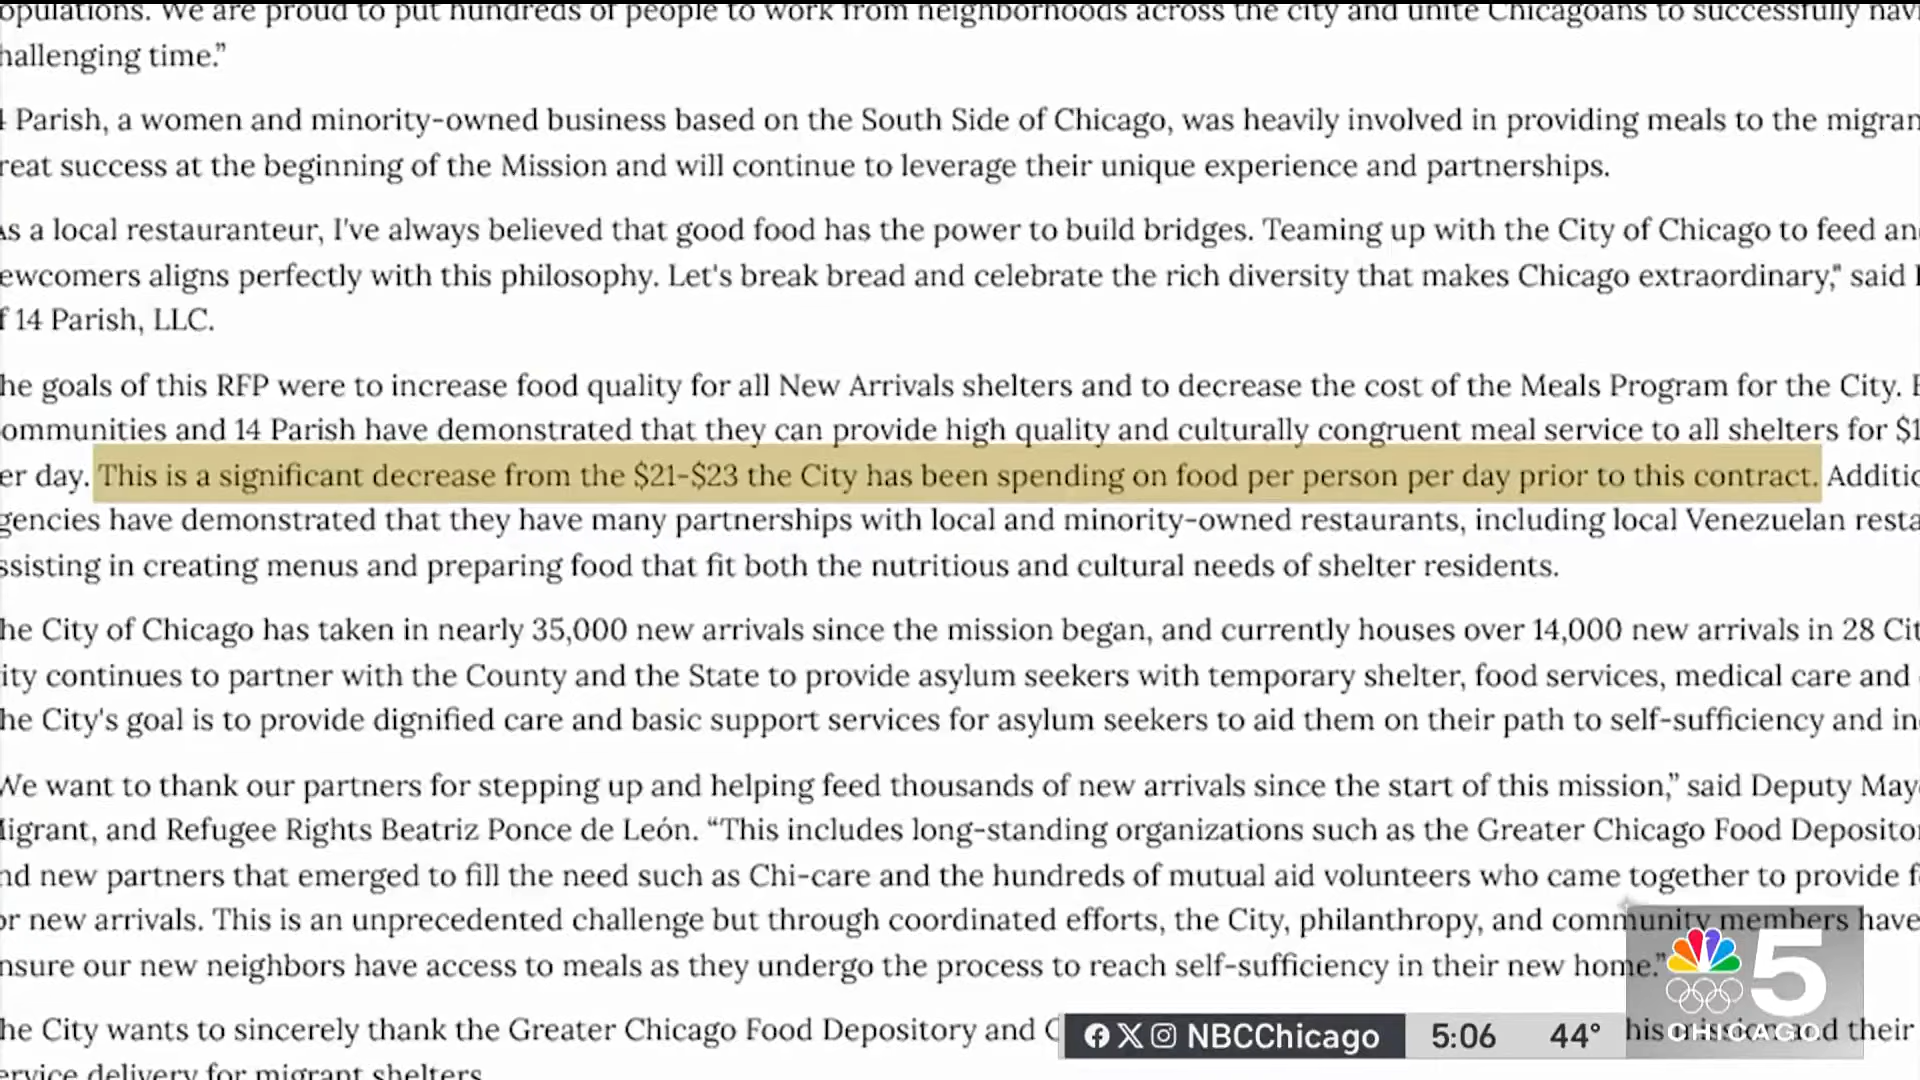 opulations. We are proud to put hundreds of people to work from neighborhoods across the city and unite Chicagoans to successfully
hallenging time.”
Parish, a women and minority-owned business based on the South Side of Chicago, was heavily involved in providing meals to the migran
reat success at the beginning of the Mission and will continue to leverage their unique experience and partnerships.
As a local restauranteur, I've always believed that good food has the power to build bridges. Teaming up with the City of Chicago to feed an
ewcomers aligns perfectly with this philosophy. Let's break bread and celebrate the rich diversity that makes Chicago extraordinary," said
f 14 Parish, LLC.
he goals of this RFP were to increase food quality for all New Arrivals shelters and to decrease the cost of the Meals Program for the City.
ommunities and 14 Parish have demonstrated that they can provide high quality and culturally congruent meal service to all shelters for $1
er day. This is a significant decrease from the $21-$23 the City has been spending on food per person per day prior to this contract. Additio
gencies have demonstrated that they have many partnerships with local and minority-owned restaurants, including local Venezuelan resta
ssisting in creating menus and preparing food that fit both the nutritious and cultural needs of shelter residents.
he City of Chicago has taken in nearly 35,000 new arrivals since the mission began, and currently houses over 14,000 new arrivals in 28 Cit
ity continues to partner with the County and the State to provide asylum seekers with temporary shelter, food services, medical care and
he City's goal is to provide dignified care and basic support services for asylum seekers to aid them on their path to self-sufficiency and in
We want to thank our partners for stepping up and helping feed thousands of new arrivals since the start of this mission,” said Deputy May
igrant, and Refugee Rights Beatriz Ponce de León. “This includes long-standing organizations such as the Greater Chicago Food Deposito
nd new partners that emerged to fill the need such as Chi-care and the hundreds of mutual aid volunteers who came together to provide f
or new arrivals. This is an unprecedented challenge but through coordinated efforts, the City, philanthropy, and community members have
nsure our new neighbors have access to meals as they undergo the process to reach self-sufficiency in their new home.”
he City wants to sincerely thank the Greater Chicago Food Depository and
his mission and their
ervice delivery for migrant shelters
NBCChicago 5:06 44°
5
CHICAGO